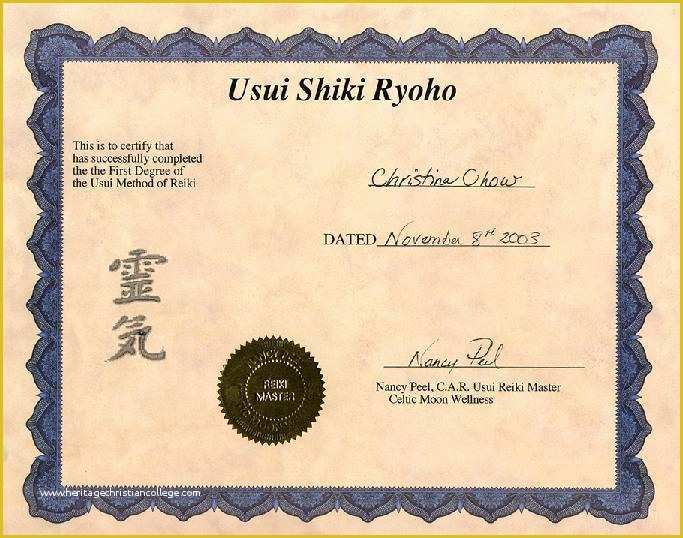 Usui Shiki Ryoho
This is to certify that
has successfully completed
the the First Degree of
the Usui Method of Reiki
Christina Chow
DATED November 8th 2003
靈
気
REIKI
MASTER
Nancy Peel
Nancy Peel, C.A.R. Usui Reiki Master
Celtic Moon Wellness
www.heritagechristiancollege.com